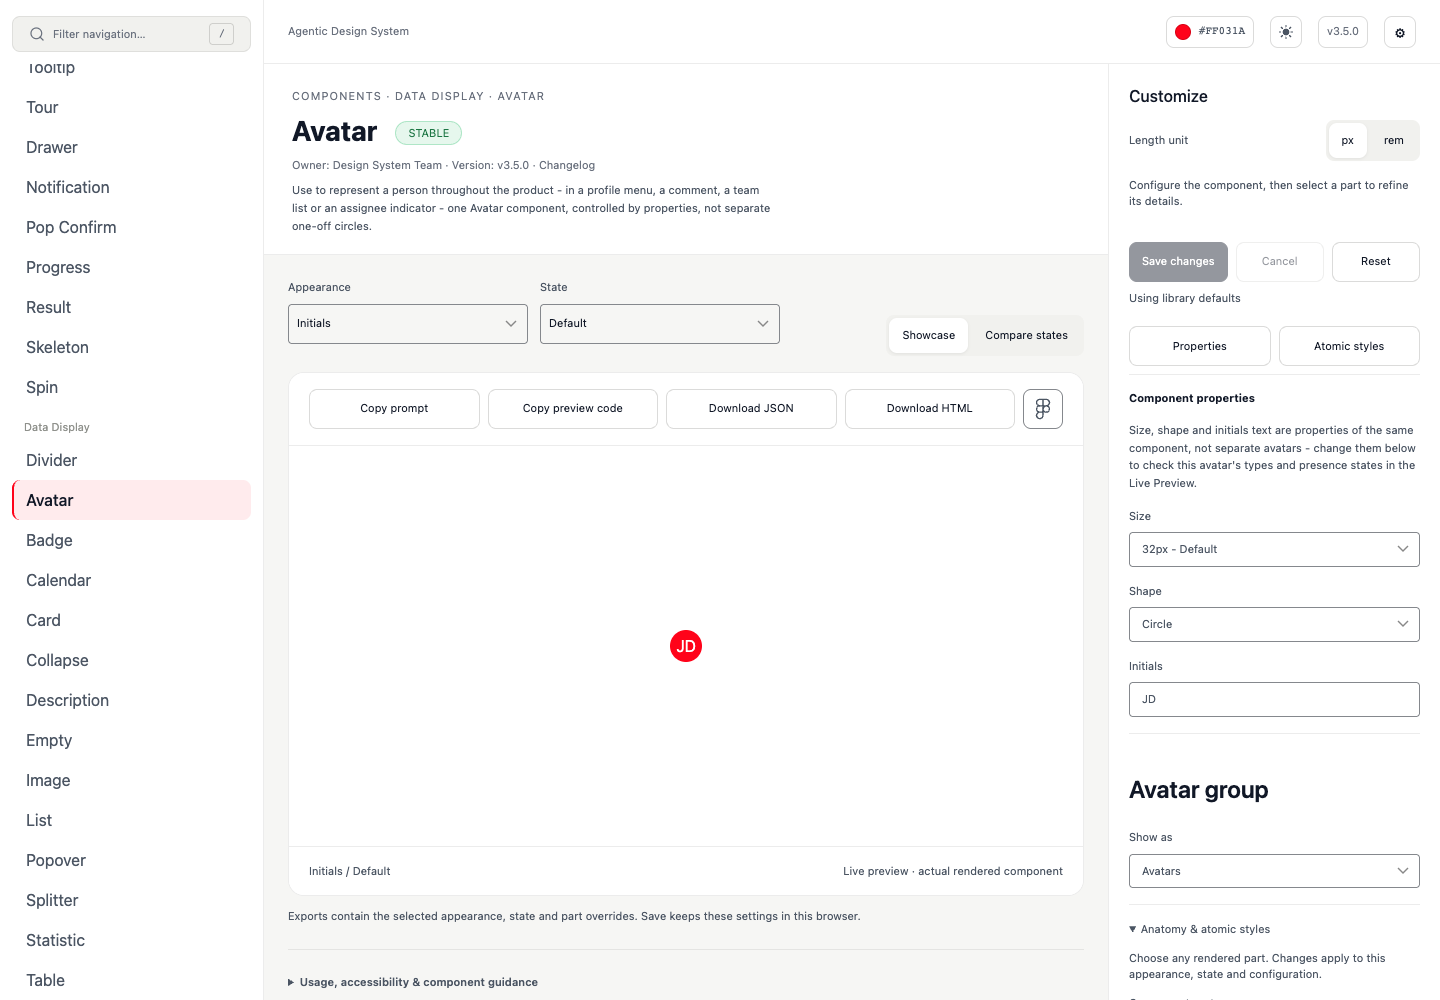 Filter navigation...
/
Tooltip
Tour
Drawer
Notification
Pop Confirm
Progress
Result
Skeleton
Spin
Data Display
Divider
Avatar
Badge
Calendar
Card
Collapse
Description
Empty
Image
List
Popover
Splitter
Statistic
Table
Agentic Design System
#FF031A
v3.5.0
COMPONENTS · DATA DISPLAY · AVATAR
Avatar
STABLE
Owner: Design System Team · Version: v3.5.0 · Changelog
Use to represent a person throughout the product - in a profile menu, a comment, a team
list or an assignee indicator - one Avatar component, controlled by properties, not separate
one-off circles.
Appearance
State
Initials
Default
Showcase
Compare states
Copy prompt
Copy preview code
Download JSON
Download HTML
JD
Initials / Default
Live preview · actual rendered component
Exports contain the selected appearance, state and part overrides. Save keeps these settings in this browser.
Usage, accessibility & component guidance
Customize
Length unit
px
rem
Configure the component, then select a part to refine
its details.
Save changes
Cancel
Reset
Using library defaults
Properties
Atomic styles
Component properties
Size, shape and initials text are properties of the same
component, not separate avatars - change them below
to check this avatar's types and presence states in the
Live Preview.
Size
32px - Default
Shape
Circle
Initials
JD
Avatar group
Show as
Avatars
Anatomy & atomic styles
Choose any rendered part. Changes apply to this
appearance, state and configuration.